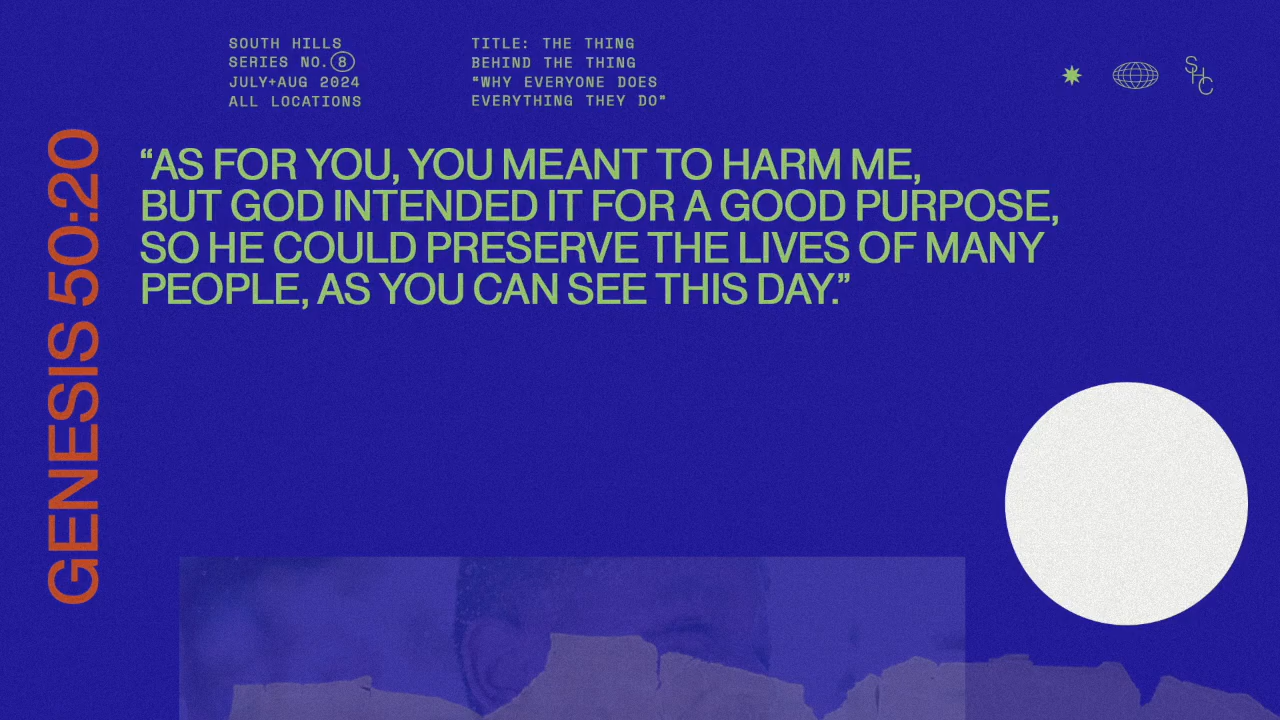 SOUTH HILLS
SERIES NO. 8
JULY+AUG 2024
ALL LOCATIONS
TITLE: THE THING
BEHIND THE THING
“WHY EVERYONE DOES
EVERYTHING THEY DO”
SHC
GENESIS 50:20
“AS FOR YOU, YOU MEANT TO HARM ME,
BUT GOD INTENDED IT FOR A GOOD PURPOSE,
SO HE COULD PRESERVE THE LIVES OF MANY
PEOPLE, AS YOU CAN SEE THIS DAY.”